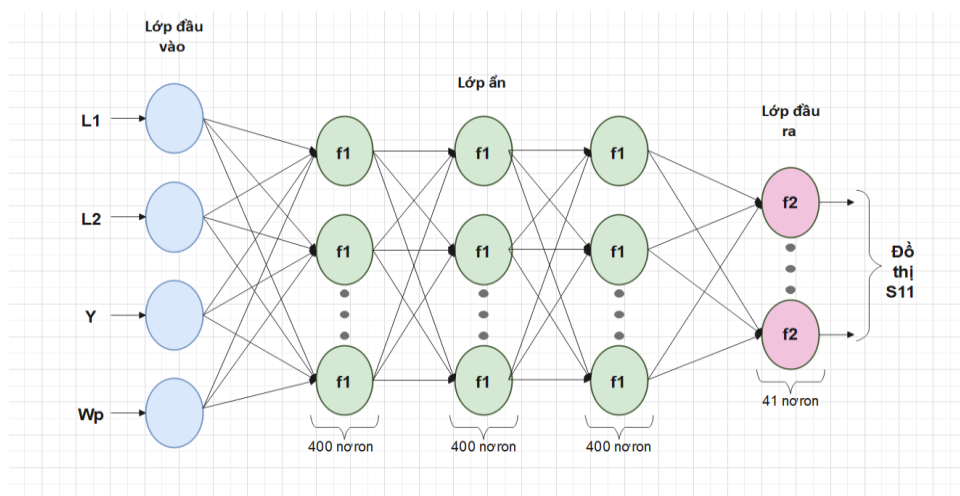 Lớp đầu
vào
Lớp ẩn
Lớp đầu
ra
L1
L2
Y
Wp
f1
f1
f1
f1
f1
f1
f1
f1
f1
f2
f2
Đồ
thị
S11
400 nơron
400 nơron
400 nơron
41 nơron